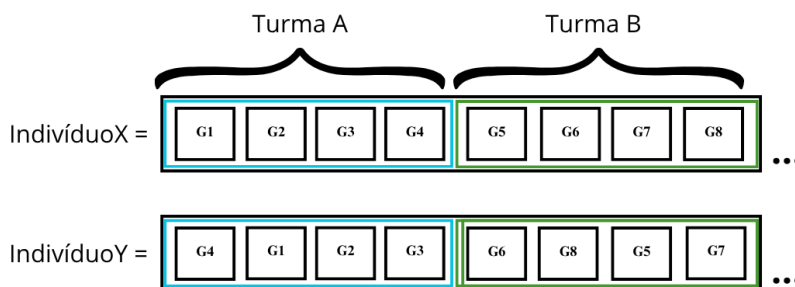 Turma A Turma B
IndivíduoX = G1 G2 G3 G4 G5 G6 G7 G8 ...
IndivíduoY = G4 G1 G2 G3 G6 G8 G5 G7 ...